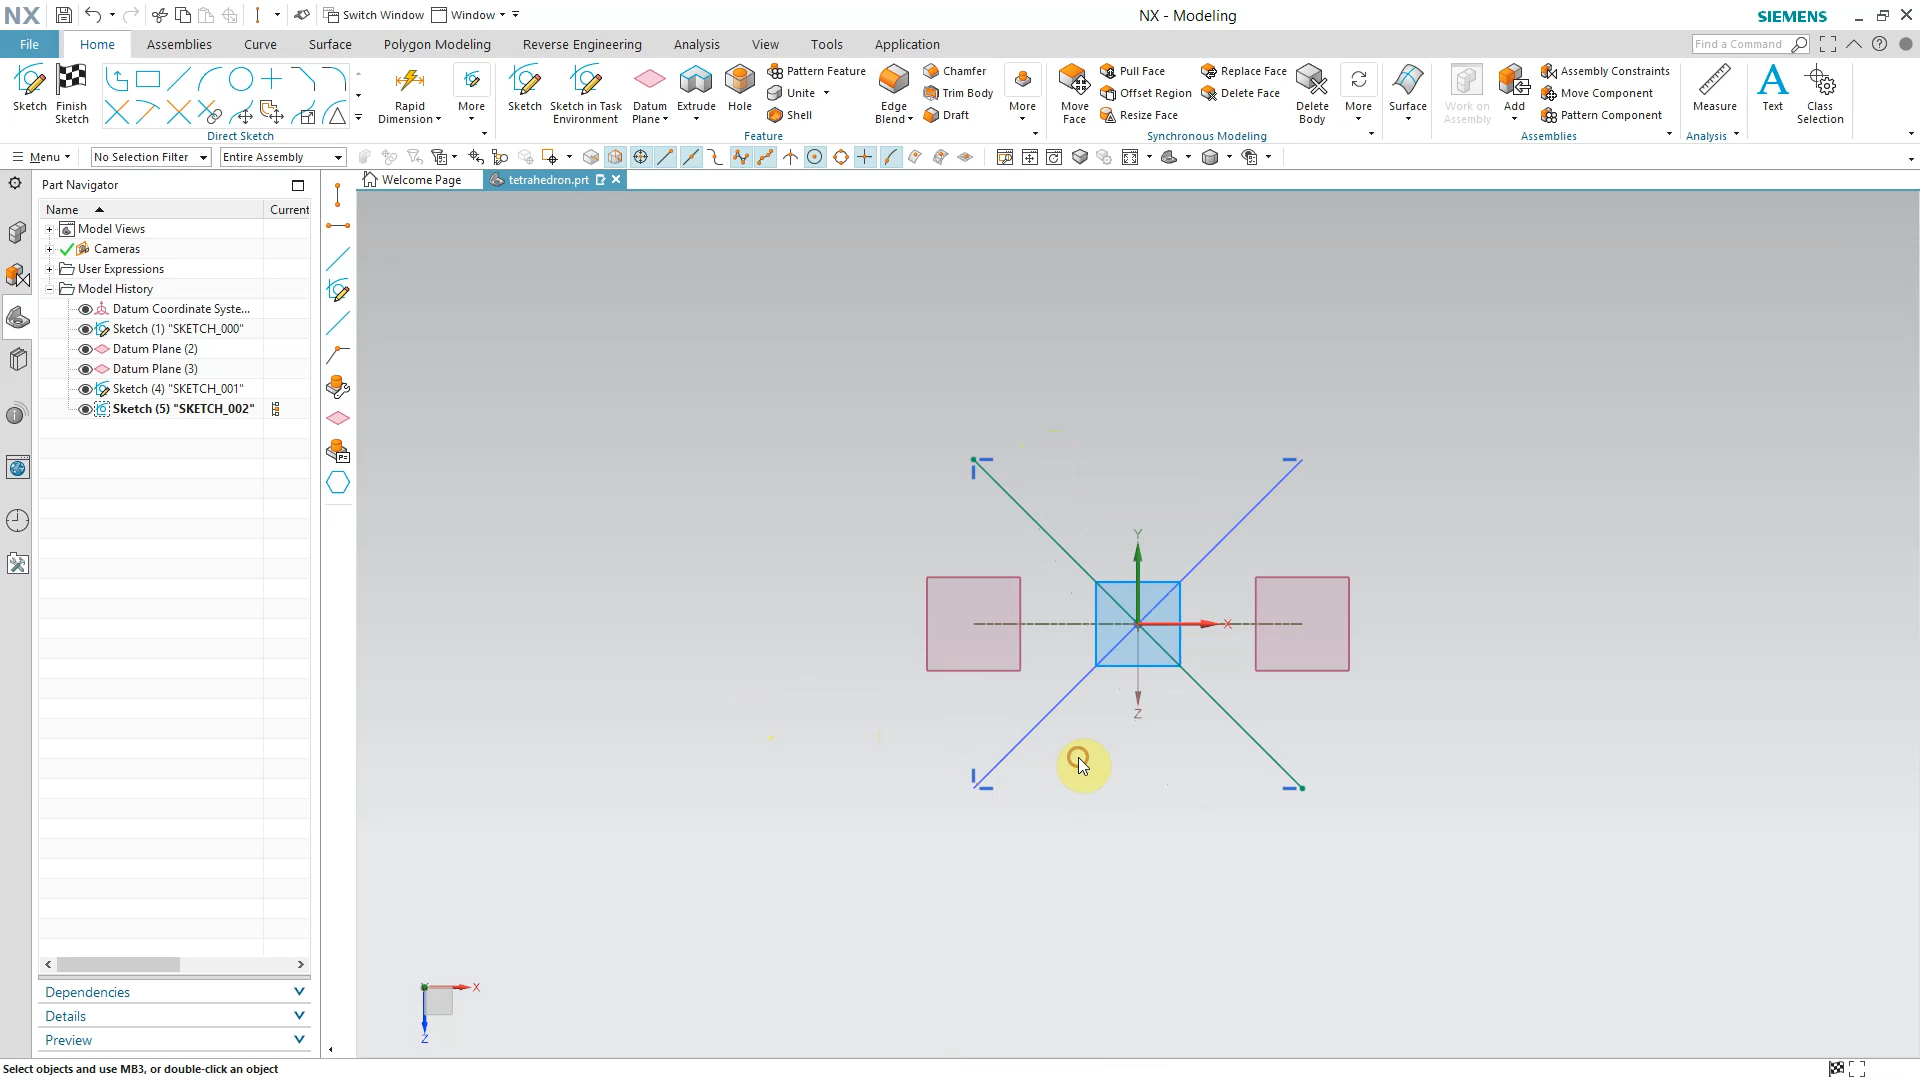 NX Switch Window Window NX - Modeling SIEMENS
File Home Assemblies Curve Surface Polygon Modeling Reverse Engineering Analysis View Tools Application Find a Command
Sketch
Finish
Sketch
Direct Sketch
Rapid
Dimension
More
Sketch
Sketch in Task
Environment
Datum
Plane
Extrude
Hole
Pattern Feature
Unite
Shell
Edge
Blend
Chamfer
Trim Body
Draft
More
Feature
Move
Face
Pull Face
Offset Region
Resize Face
Replace Face
Delete Face
Delete
Body
More
Synchronous Modeling
Surface
Work on
Assembly
Add
Assembly Constraints
Move Component
Pattern Component
Assemblies
Measure
Analysis
Text
Class
Selection
Menu No Selection Filter Entire Assembly
Part Navigator
Welcome Page tetrahedron.prt
Name Current
Model Views
Cameras
User Expressions
Model History
Datum Coordinate Syste...
Sketch (1) "SKETCH_000"
Datum Plane (2)
Datum Plane (3)
Sketch (4) "SKETCH_001"
Sketch (5) "SKETCH_002"
Y
X
Z
X
Z
Dependencies
Details
Preview
Select objects and use MB3, or double-click an object